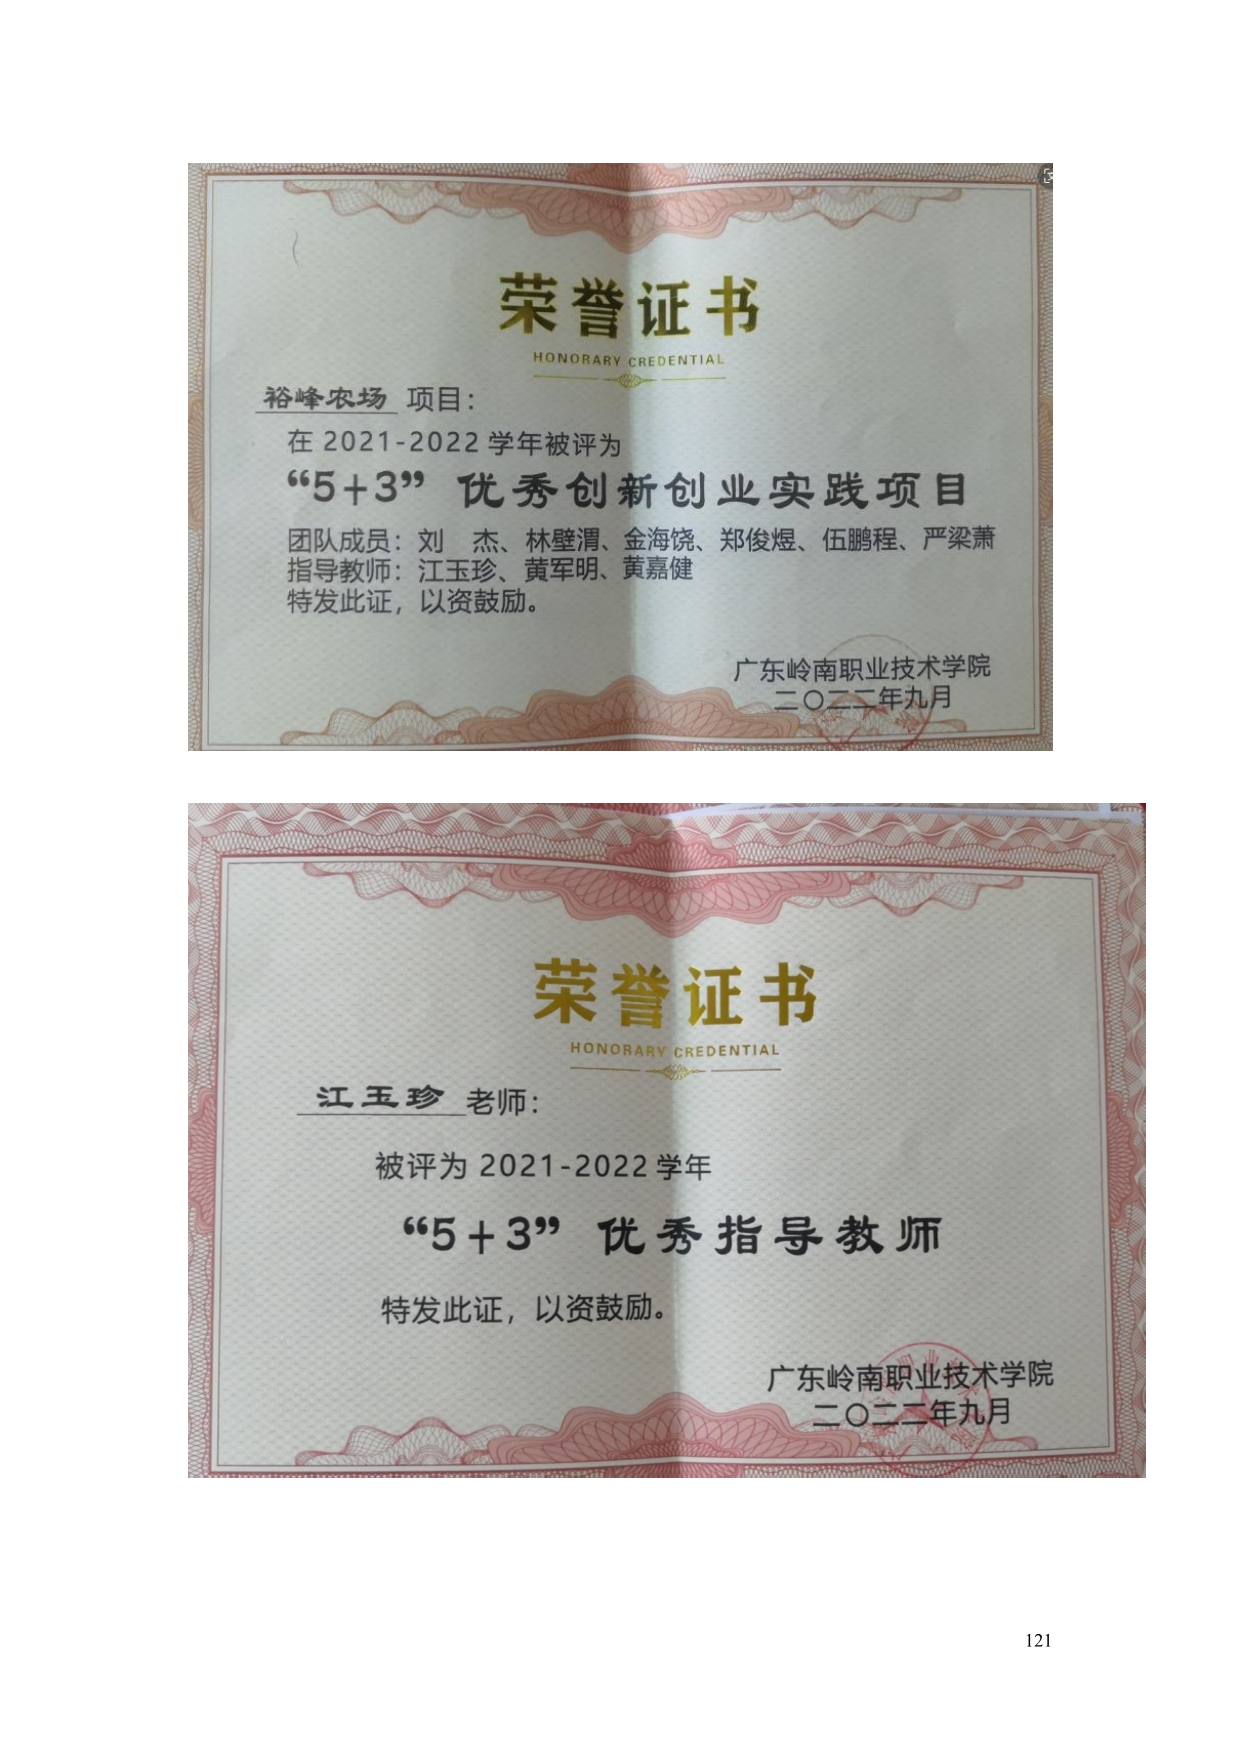 荣誉证书
HONORARY CREDENTIAL
裕峰农场 项目：
在 2021-2022 学年被评为
“5+3” 优秀创新创业实践项目
团队成员：刘 杰、林壁渭、金海饶、郑俊煜、伍鹏程、严梁萧
指导教师：江玉珍、黄军明、黄嘉健
特发此证，以资鼓励。
广东岭南职业技术学院
二〇二二年九月
荣誉证书
HONORARY CREDENTIAL
江玉珍 老师：
被评为 2021-2022 学年
“5+3” 优秀指导教师
特发此证，以资鼓励。
广东岭南职业技术学院
二〇二二年九月
121